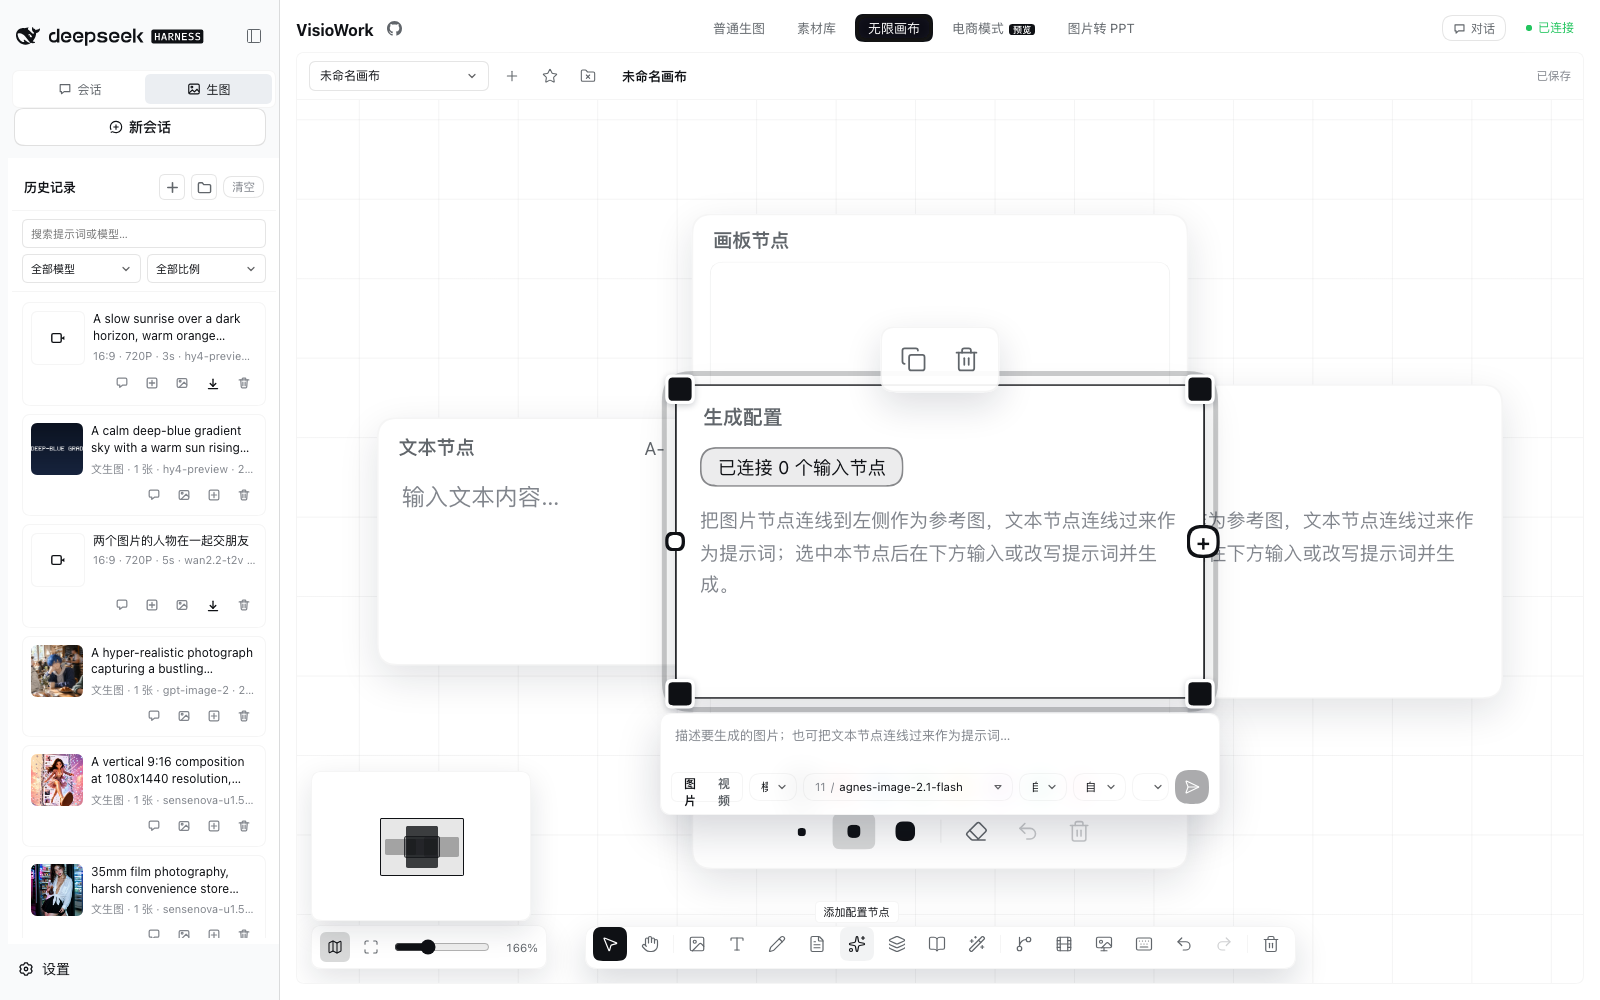 deepseek HARNESS
会话
生图
新会话
历史记录
清空
搜索提示词或模型...
全部模型
全部比例
A slow sunrise over a dark
horizon, warm orange...
16:9 · 720P · 3s · hy4-previe...
A calm deep-blue gradient
sky with a warm sun rising...
文生图 · 1 张 · hy4-preview · 2...
两个图片的人物在一起交朋友
16:9 · 720P · 5s · wan2.2-t2v ...
A hyper-realistic photograph
capturing a bustling...
文生图 · 1 张 · gpt-image-2 · 2...
A vertical 9:16 composition
at 1080x1440 resolution,...
文生图 · 1 张 · sensenova-u1.5...
35mm film photography,
harsh convenience store...
文生图 · 1 张 · sensenova-u1.5...
设置
VisioWork
普通生图
素材库
无限画布
电商模式 预览
图片转 PPT
对话
已连接
未命名画布
未命名画布
已保存
画板节点
文本节点
A-
输入文本内容...
生成配置
已连接 0 个输入节点
把图片节点连线到左侧作为参考图，文本节点连线过来作
为提示词；选中本节点后在下方输入或改写提示词并生
成。
为参考图，文本节点连线过来作
在下方输入或改写提示词并生
描述要生成的图片；也可把文本节点连线过来作为提示词...
图片
视频
11 / agnes-image-2.1-flash
自
添加配置节点
166%